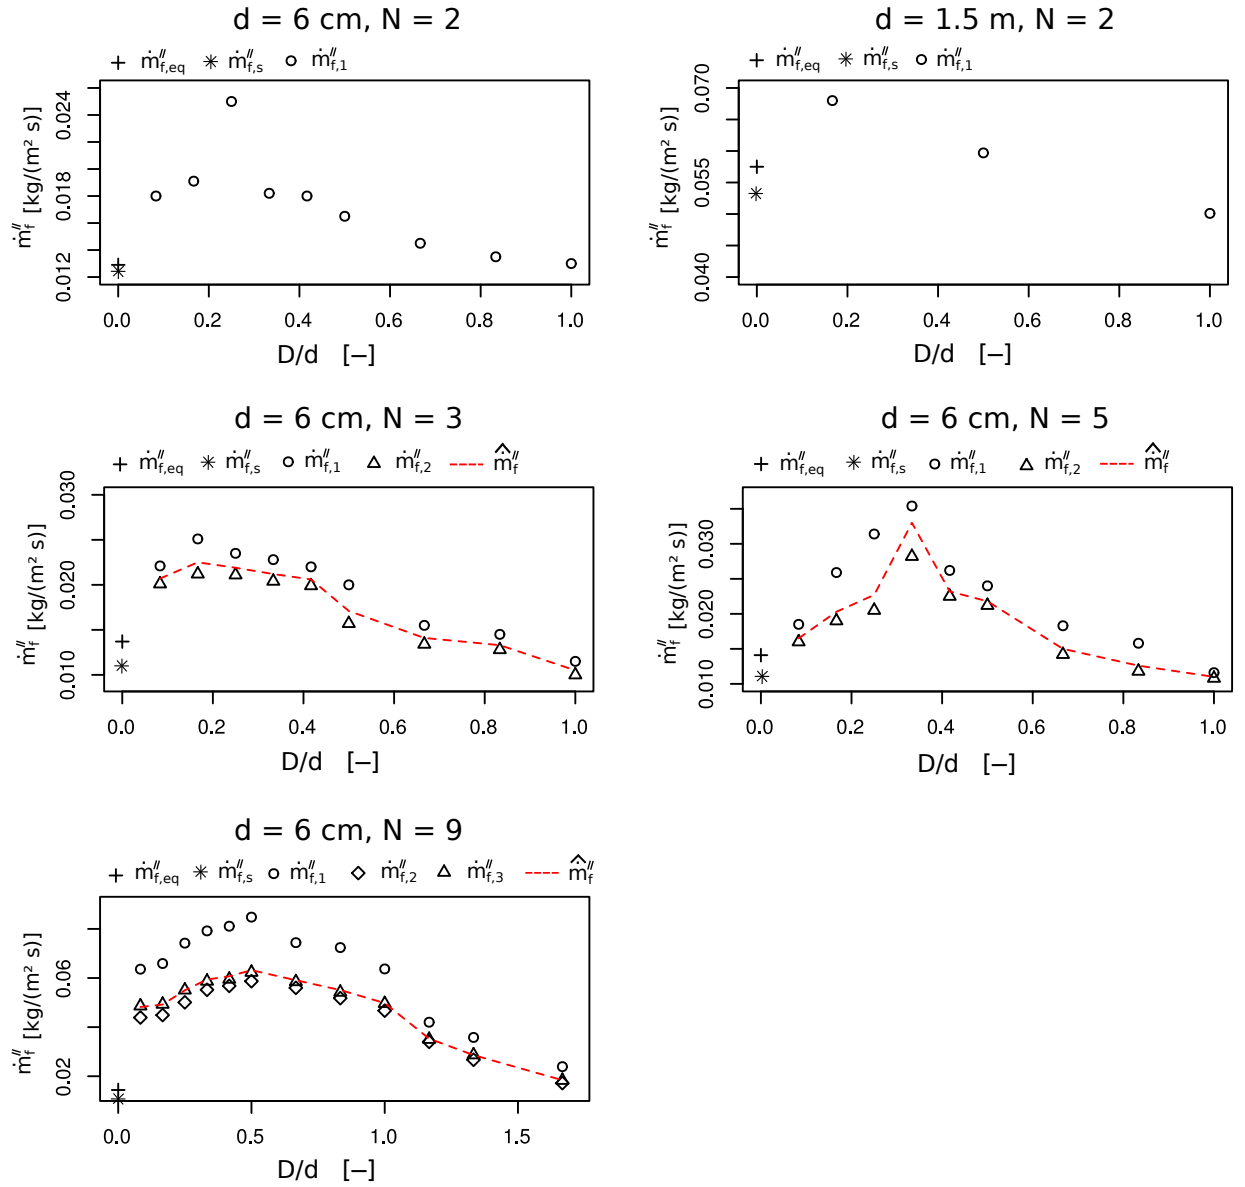 d = 6 cm, N = 2
ṁ″f,eq ṁ″f,s ṁ″f,1
ṁ″f [kg/(m² s)]
0.024
0.018
0.012
0.0 0.2 0.4 0.6 0.8 1.0
D/d [−]
d = 1.5 m, N = 2
ṁ″f,eq ṁ″f,s ṁ″f,1
ṁ″f [kg/(m² s)]
0.070
0.055
0.040
0.0 0.2 0.4 0.6 0.8 1.0
D/d [−]
d = 6 cm, N = 3
ṁ″f,eq ṁ″f,s ṁ″f,1 ṁ″f,2 ṁ̂″f
ṁ″f [kg/(m² s)]
0.030
0.020
0.010
0.0 0.2 0.4 0.6 0.8 1.0
D/d [−]
d = 6 cm, N = 5
ṁ″f,eq ṁ″f,s ṁ″f,1 ṁ″f,2 ṁ̂″f
ṁ″f [kg/(m² s)]
0.030
0.020
0.010
0.0 0.2 0.4 0.6 0.8 1.0
D/d [−]
d = 6 cm, N = 9
ṁ″f,eq ṁ″f,s ṁ″f,1 ṁ″f,2 ṁ″f,3 ṁ̂″f
ṁ″f [kg/(m² s)]
0.06
0.02
0.0 0.5 1.0 1.5
D/d [−]